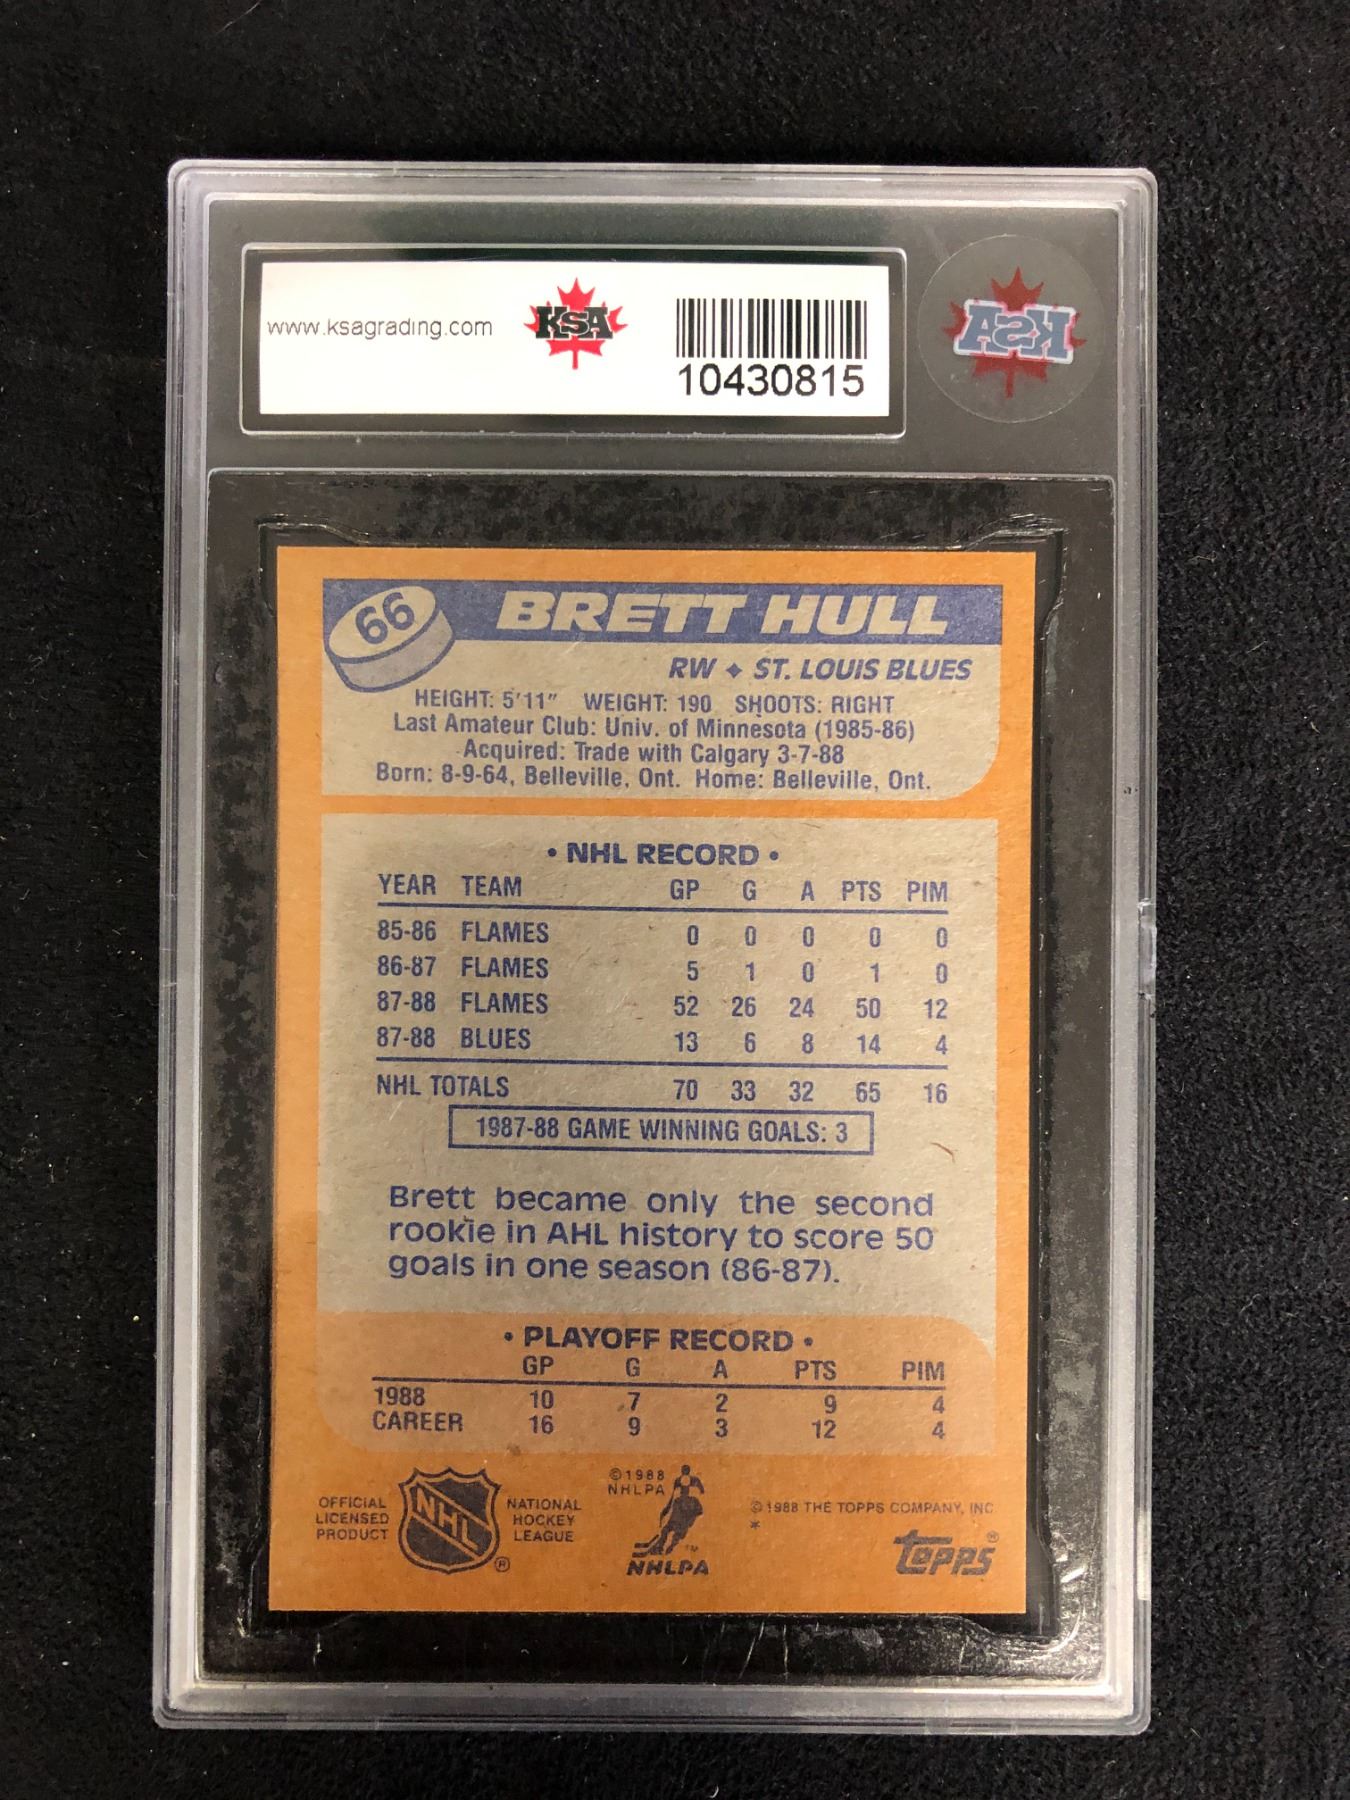 www.ksagrading.com
KSA
10430815
KSA
66
BRETT HULL
RW ✦ ST. LOUIS BLUES
HEIGHT: 5'11" WEIGHT: 190 SHOOTS: RIGHT
Last Amateur Club: Univ. of Minnesota (1985-86)
Acquired: Trade with Calgary 3-7-88
Born: 8-9-64, Belleville, Ont. Home: Belleville, Ont.
• NHL RECORD •
YEAR TEAM GP G A PTS PIM
85-86 FLAMES 0 0 0 0 0
86-87 FLAMES 5 1 0 1 0
87-88 FLAMES 52 26 24 50 12
87-88 BLUES 13 6 8 14 4
NHL TOTALS 70 33 32 65 16
1987-88 GAME WINNING GOALS: 3
Brett became only the second
rookie in AHL history to score 50
goals in one season (86-87).
• PLAYOFF RECORD •
GP G A PTS PIM
1988 10 7 2 9 4
CAREER 16 9 3 12 4
OFFICIAL
LICENSED
PRODUCT
NHL
®
NATIONAL
HOCKEY
LEAGUE
©1988
NHLPA
™
NHLPA
© 1988 THE TOPPS COMPANY, INC.
*
topps®